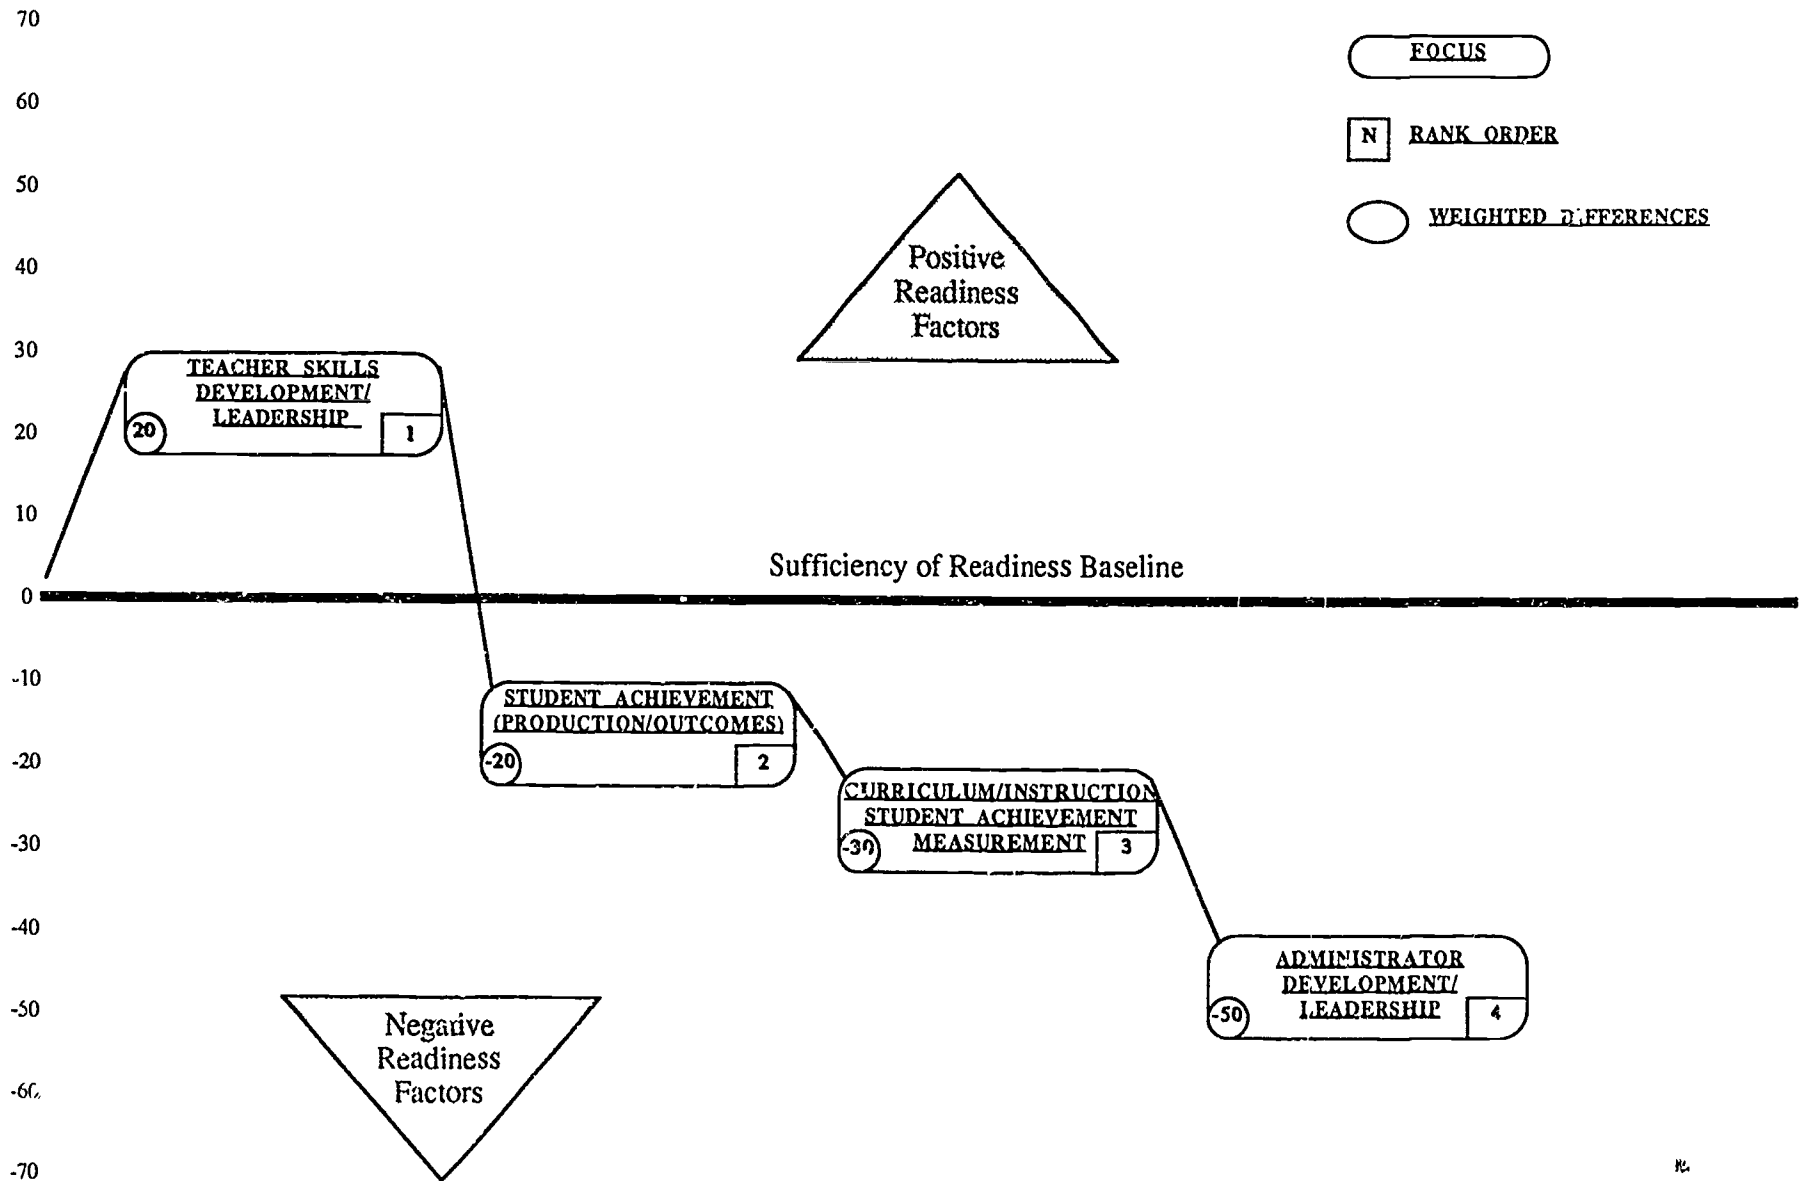 70
60
50
40
30
20
10
0
-10
-20
-30
-40
-50
-70
FOCUS
N RANK ORDER
WEIGHTED
Positive
Readiness
Factors
TEACHER SKILLS
DEVELOPMENT/
LEADERSHIP
20
1
Sufficiency of Readiness Baseline
STUDENT ACHIEVEMENT
(PRODUCTION/OUTCOMES)
-20
2
CURRICULUM/INSTRUCTION
STUDENT ACHIEVEMENT
MEASUREMENT
-30
3
ADMINISTRATOR
DEVELOPMENT/
LEADERSHIP
-50
4
Negative
Readiness
Factors